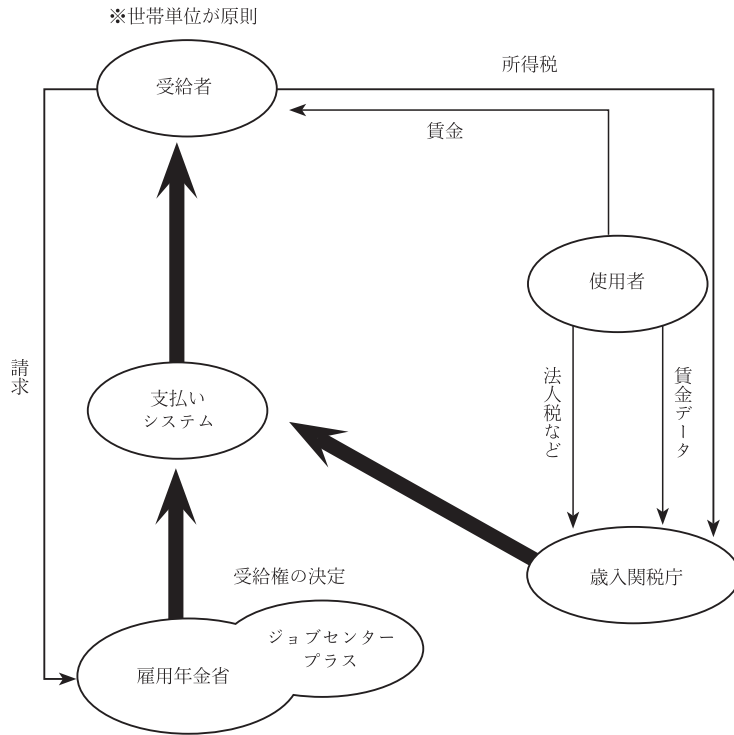 ※世帯単位が原則
受給者
所得税
賃金
使用者
請求
支払い
システム
法人税など
賃金データ
受給権の決定
歳入関税庁
ジョブセンター
プラス
雇用年金省